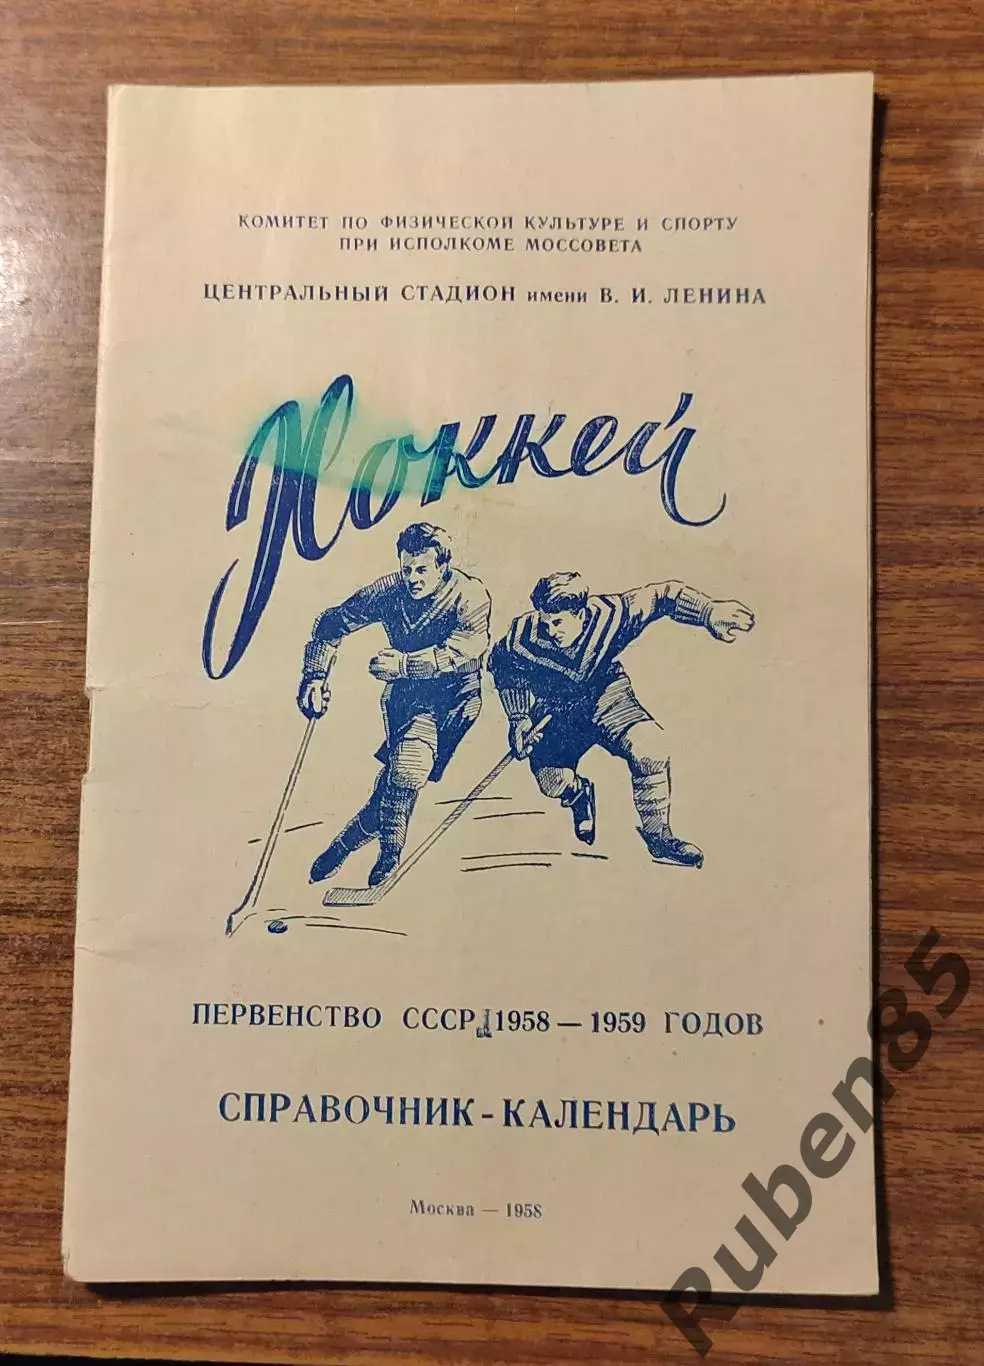 КОМИТЕТ ПО ФИЗИЧЕСКОЙ КУЛЬТУРЕ И СПОРТУ
ПРИ ИСПОЛКОМЕ МОССОВЕТА
ЦЕНТРАЛЬНЫЙ СТАДИОН имени В. И. ЛЕНИНА
Хоккей
ПЕРВЕНСТВО СССР 1958 — 1959 ГОДОВ
СПРАВОЧНИК - КАЛЕНДАРЬ
Москва — 1958
Ruben85